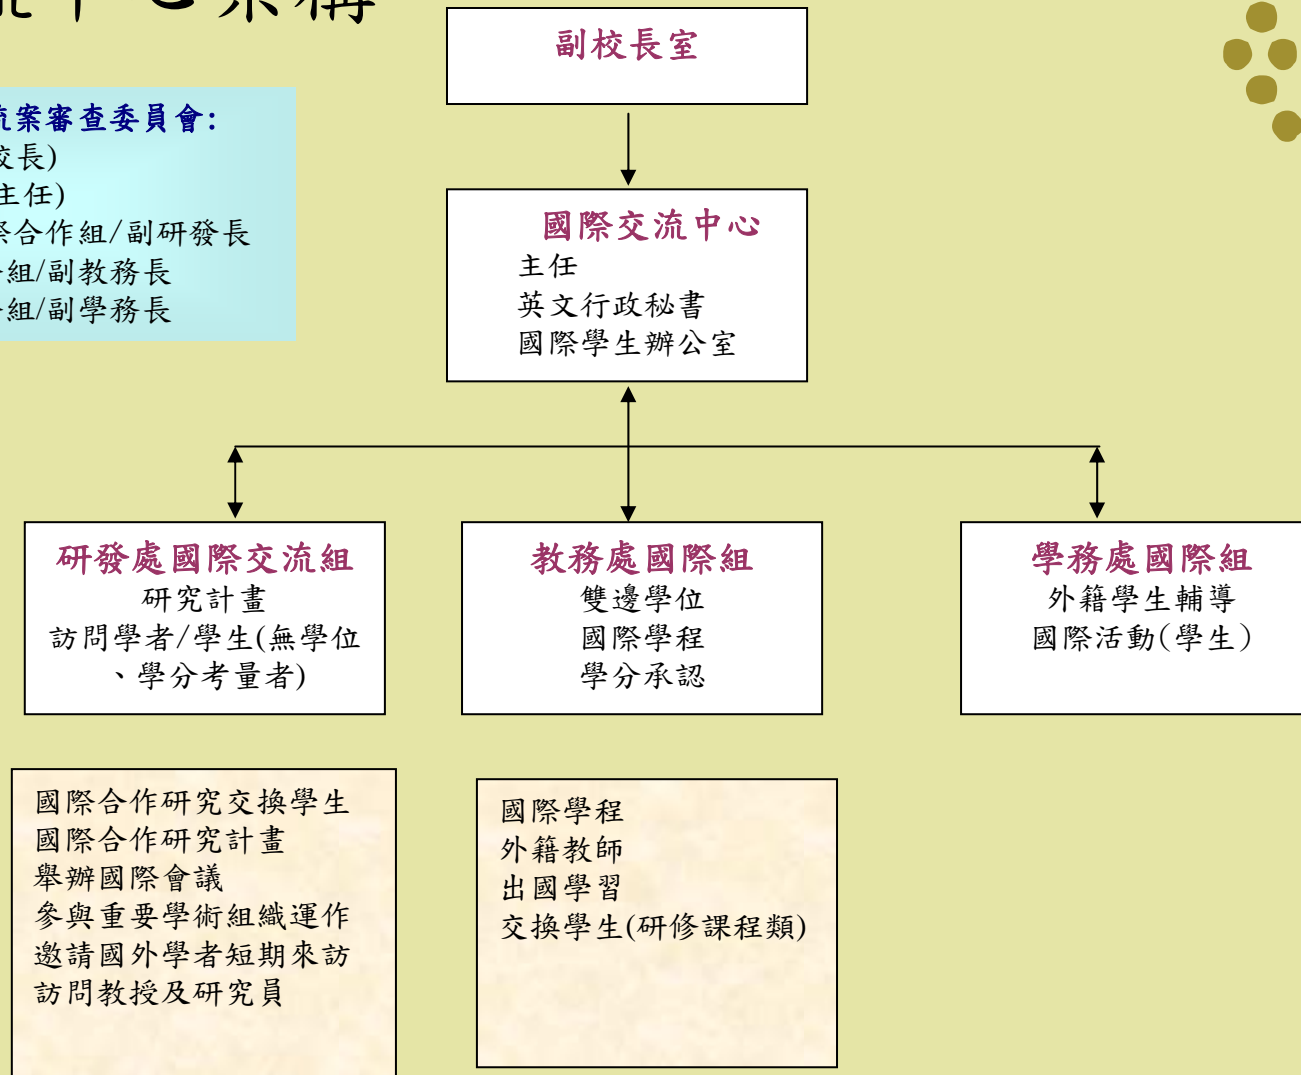 中心架構
副校長室
流案審查委員會:
校長)
主任)
際合作組/副研發長
組/副教務長
組/副學務長
國際交流中心
主任
英文行政秘書
國際學生辦公室
研發處國際交流組
研究計畫
訪問學者/學生(無學位
、學分考量者)
教務處國際組
雙邊學位
國際學程
學分承認
學務處國際組
外籍學生輔導
國際活動(學生)
國際合作研究交換學生
國際合作研究計畫
舉辦國際會議
參與重要學術組織運作
邀請國外學者短期來訪
訪問教授及研究員
國際學程
外籍教師
出國學習
交換學生(研修課程類)